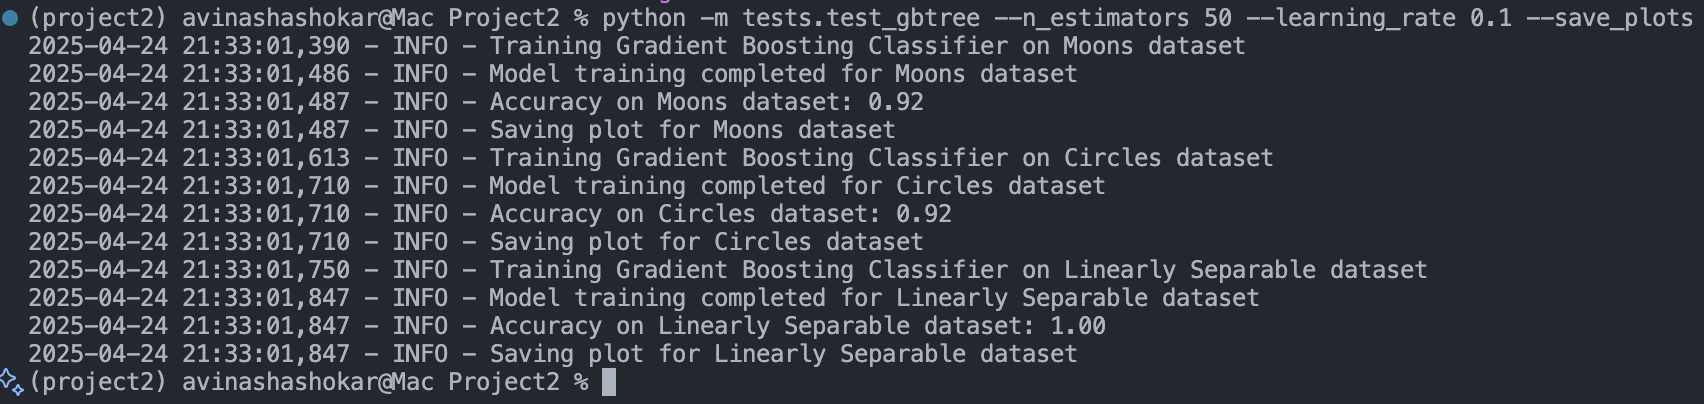 (project2) avinashashokar@Mac Project2 % python -m tests.test_gbtree --n_estimators 50 --learning_rate 0.1 --save_plots
2025-04-24 21:33:01,390 - INFO - Training Gradient Boosting Classifier on Moons dataset
2025-04-24 21:33:01,486 - INFO - Model training completed for Moons dataset
2025-04-24 21:33:01,487 - INFO - Accuracy on Moons dataset: 0.92
2025-04-24 21:33:01,487 - INFO - Saving plot for Moons dataset
2025-04-24 21:33:01,613 - INFO - Training Gradient Boosting Classifier on Circles dataset
2025-04-24 21:33:01,710 - INFO - Model training completed for Circles dataset
2025-04-24 21:33:01,710 - INFO - Accuracy on Circles dataset: 0.92
2025-04-24 21:33:01,710 - INFO - Saving plot for Circles dataset
2025-04-24 21:33:01,750 - INFO - Training Gradient Boosting Classifier on Linearly Separable dataset
2025-04-24 21:33:01,847 - INFO - Model training completed for Linearly Separable dataset
2025-04-24 21:33:01,847 - INFO - Accuracy on Linearly Separable dataset: 1.00
2025-04-24 21:33:01,847 - INFO - Saving plot for Linearly Separable dataset
(project2) avinashashokar@Mac Project2 %